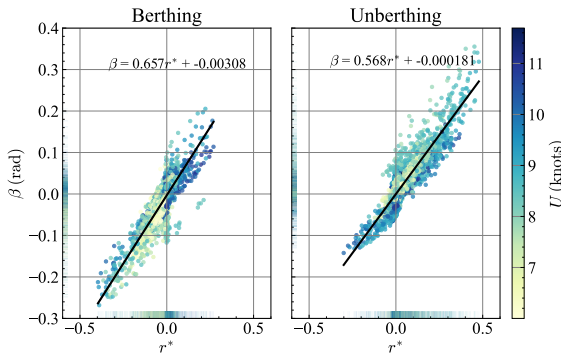 Berthing
Unberthing
β = 0.657r* + -0.00308
β = 0.568r* + -0.000181
β (rad)
0.4
0.3
0.2
0.1
0.0
−0.1
−0.2
−0.3
−0.5 0.0 0.5
−0.5 0.0 0.5
r*
r*
11
10
9
8
7
U (knots)